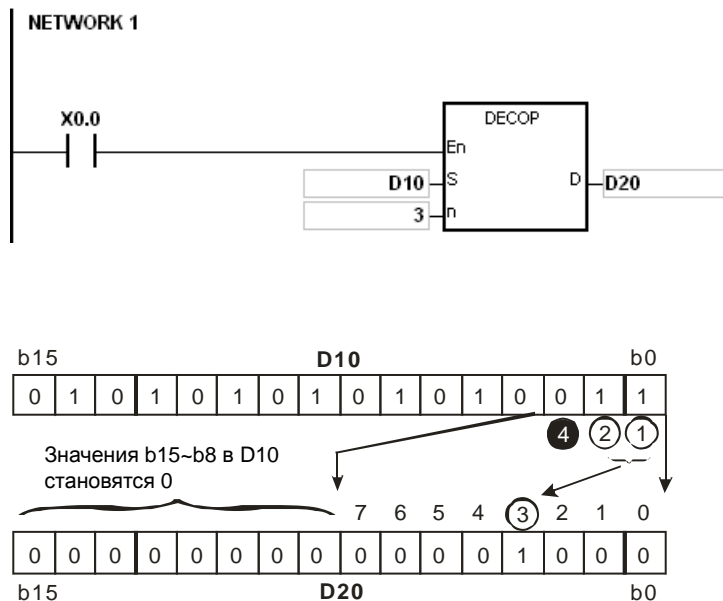 NETWORK 1
X0.0
DECOP
En
D10 S D D20
3 n
b15 D10 b0
0 1 0 1 0 1 0 1 0 1 0 1 0 0 1 1
4 2 1
Значения b15~b8 в D10
становятся 0
7 6 5 4 3 2 1 0
0 0 0 0 0 0 0 0 0 0 0 0 1 0 0 0
b15 D20 b0